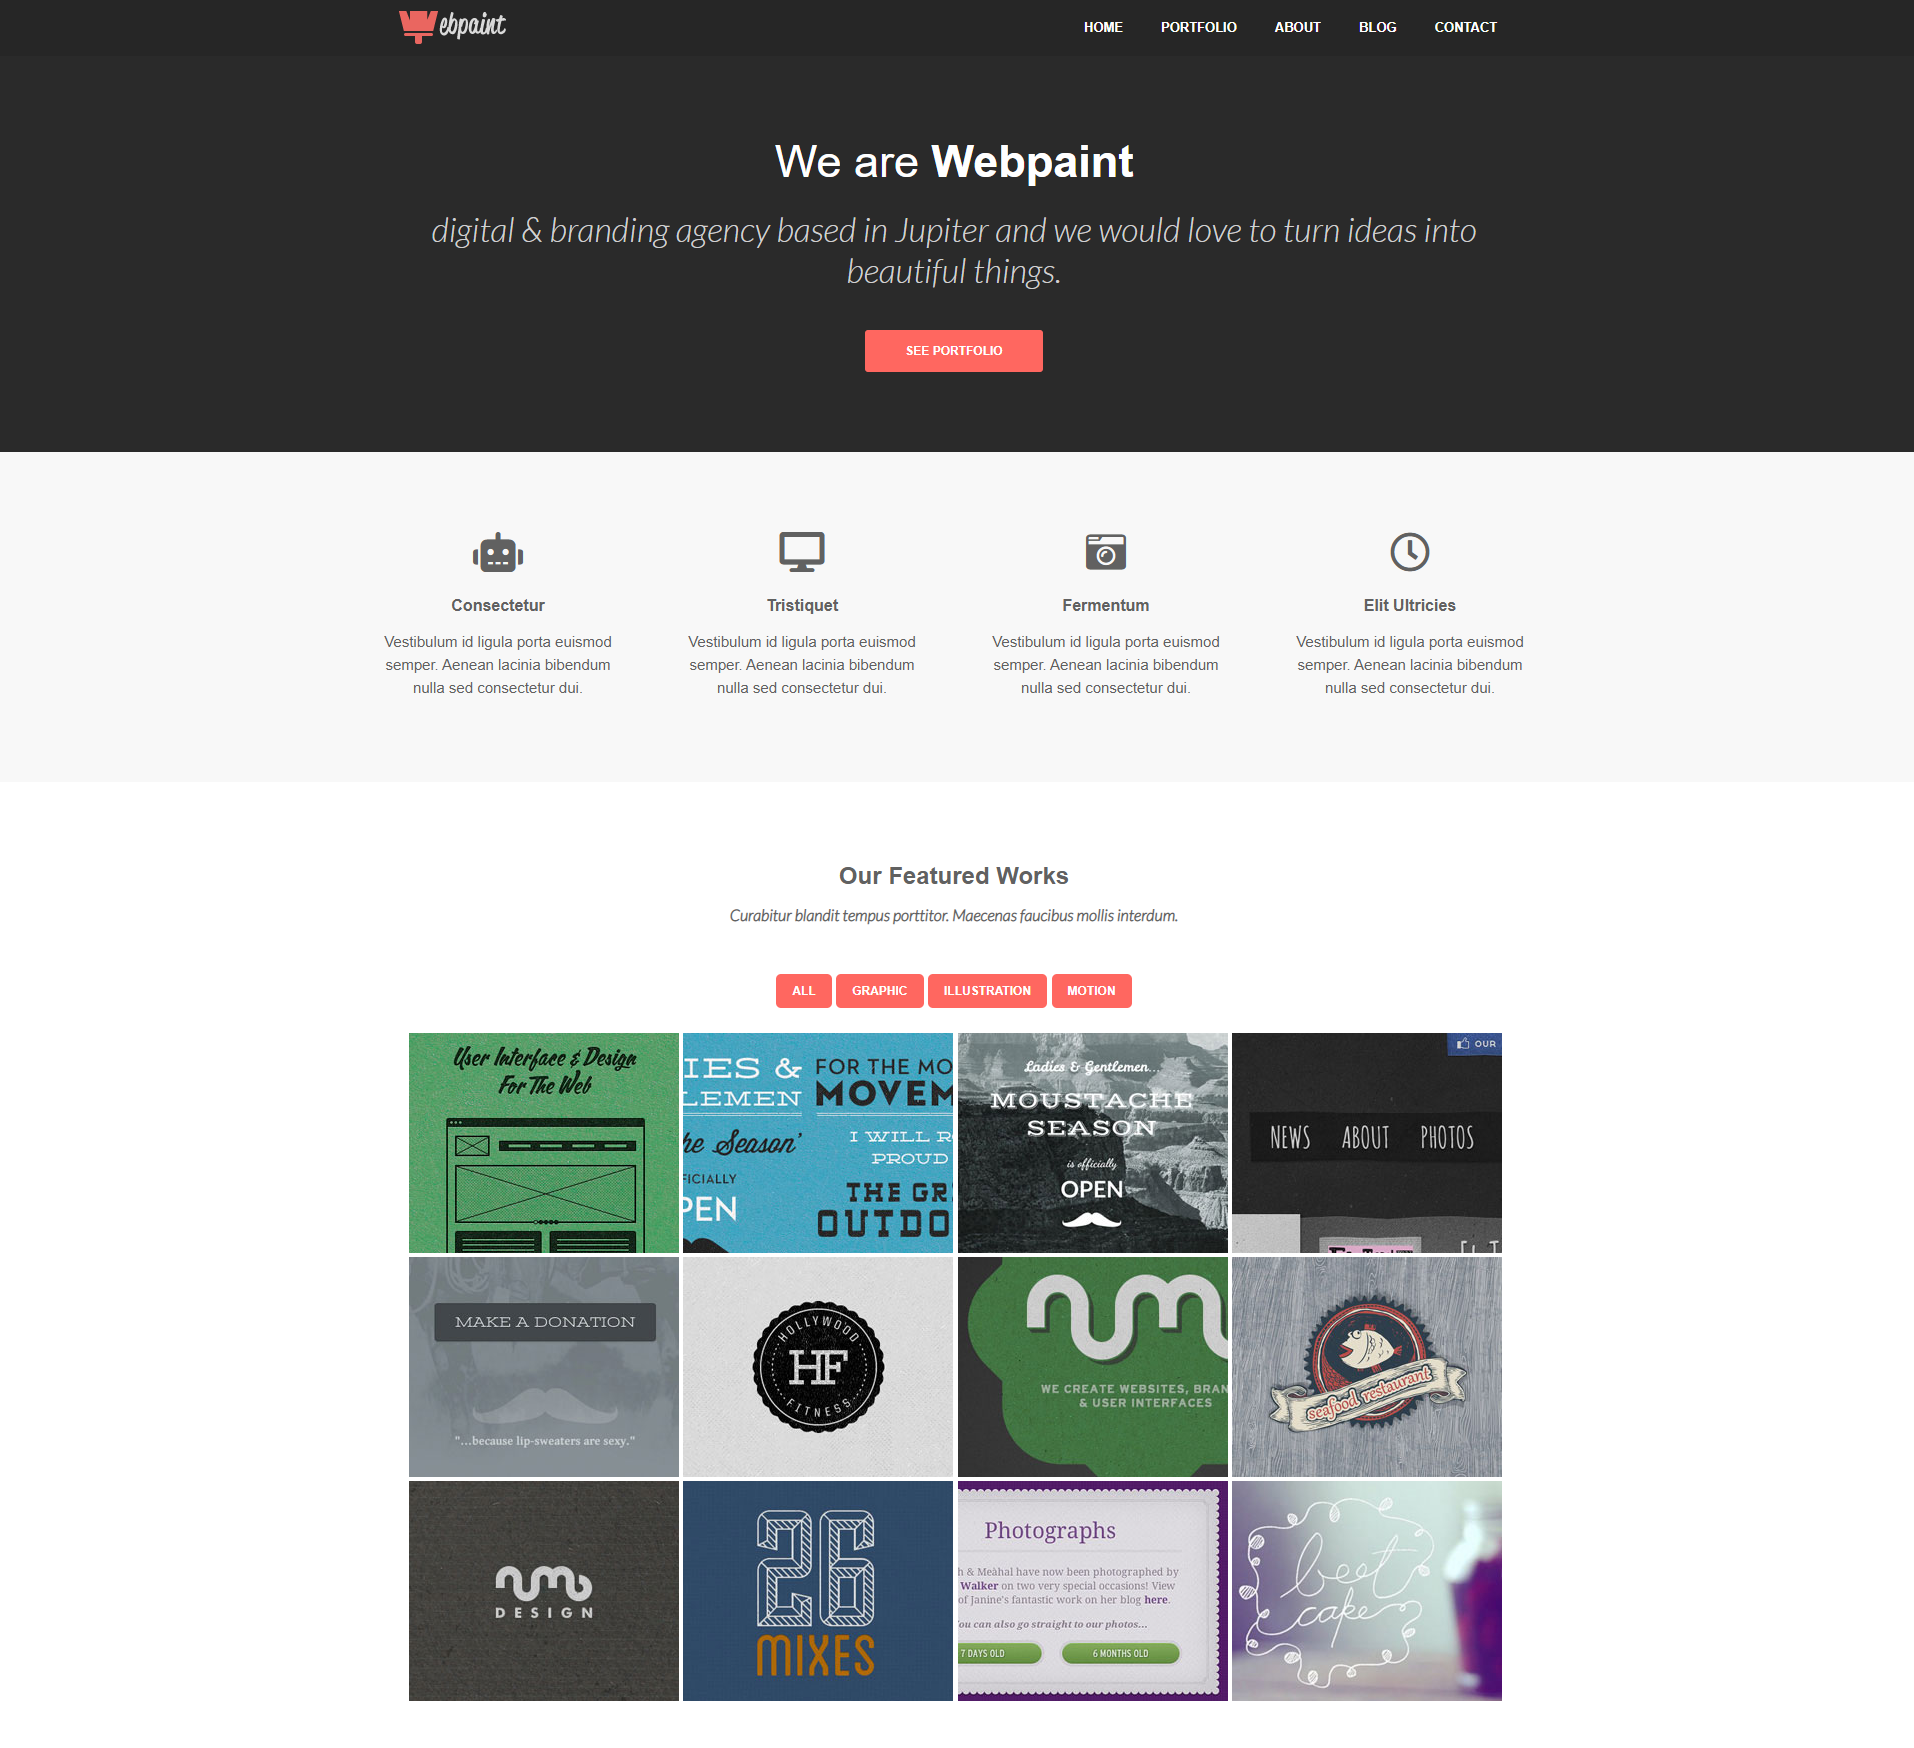 ebpaint
HOME PORTFOLIO ABOUT BLOG CONTACT
We are Webpaint
digital & branding agency based in Jupiter and we would love to turn ideas into
beautiful things.
SEE PORTFOLIO
Consectetur
Vestibulum id ligula porta euismod
semper. Aenean lacinia bibendum
nulla sed consectetur dui.
Tristiquet
Vestibulum id ligula porta euismod
semper. Aenean lacinia bibendum
nulla sed consectetur dui.
Fermentum
Vestibulum id ligula porta euismod
semper. Aenean lacinia bibendum
nulla sed consectetur dui.
Elit Ultricies
Vestibulum id ligula porta euismod
semper. Aenean lacinia bibendum
nulla sed consectetur dui.
Our Featured Works
Curabitur blandit tempus porttitor. Maecenas faucibus mollis interdum.
ALL GRAPHIC ILLUSTRATION MOTION
User Interface & Design
For The Web
IES &
LEMEN
he Season'
FICIALLY
PEN
FOR THE MO
MOVEM
I WILL R
PROUD
THE GR
OUTDO
Ladies & Gentlemen...
MOUSTACHE
SEASON
is officially
OPEN
OUR
NEWS ABOUT PHOTOS
MAKE A DONATION
"...because lip-sweaters are sexy."
HOLLYWOOD
HF
FITNESS
WE CREATE WEBSITES, BRAN
& USER INTERFACES
seafood restaurant
DESIGN
26
MIXES
Photographs
h & Meàhal have now been photographed by
Walker on two very special occasions! View
of Janine's fantastic work on her blog here.
You can also go straight to our photos...
7 DAYS OLD
6 MONTHS OLD
beet
cake